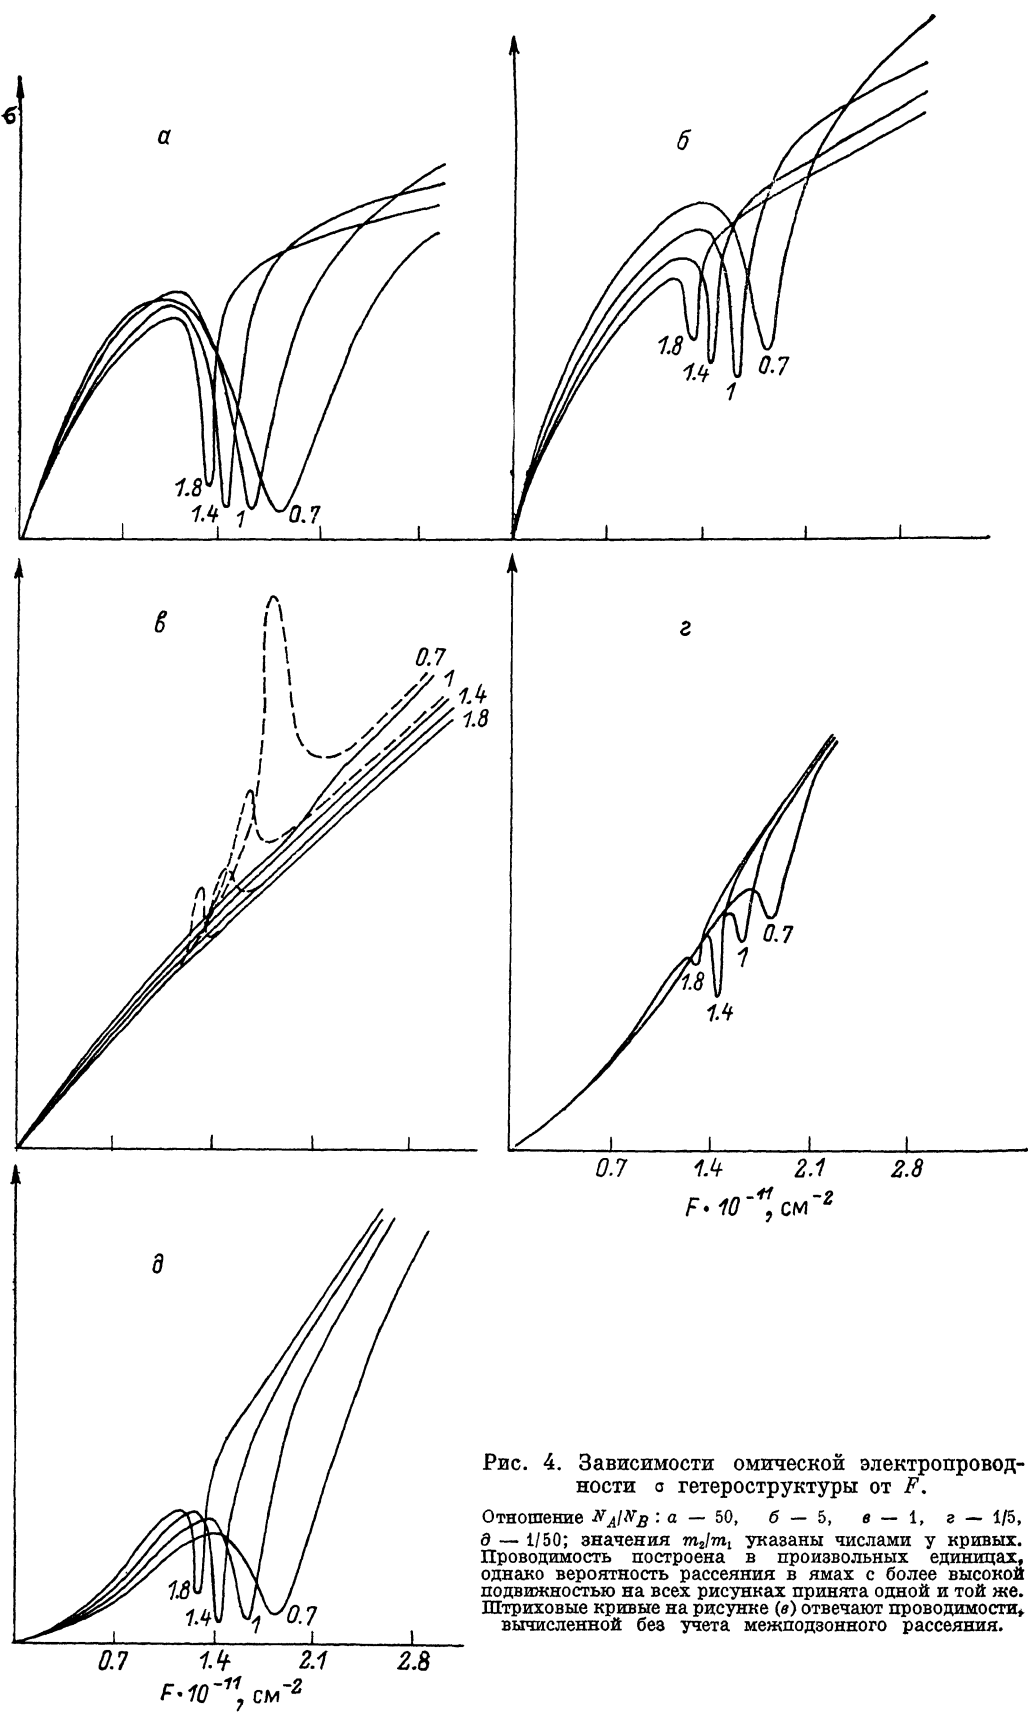 б
а
1.8
1.4
1
0.7
б
1.8
1.4
1
0.7
в
0.7
1
1.4
1.8
г
1.8
1.4
1
0.7
0.7 1.4 2.1 2.8
F·10⁻¹¹, см⁻²
д
1.8
1.4
1
0.7
0.7 1.4 2.1 2.8
F·10⁻¹¹, см⁻²
Рис. 4. Зависимости омической электропровод-
ности σ гетероструктуры от F.
Отношение N_A/N_B : а — 50, б — 5, в — 1, г — 1/5,
д — 1/50; значения m₂/m₁ указаны числами у кривых.
Проводимость построена в произвольных единицах,
однако вероятность рассеяния в ямах с более высокой
подвижностью на всех рисунках принята одной и той же.
Штриховые кривые на рисунке (в) отвечают проводимости,
вычисленной без учета межподзонного рассеяния.